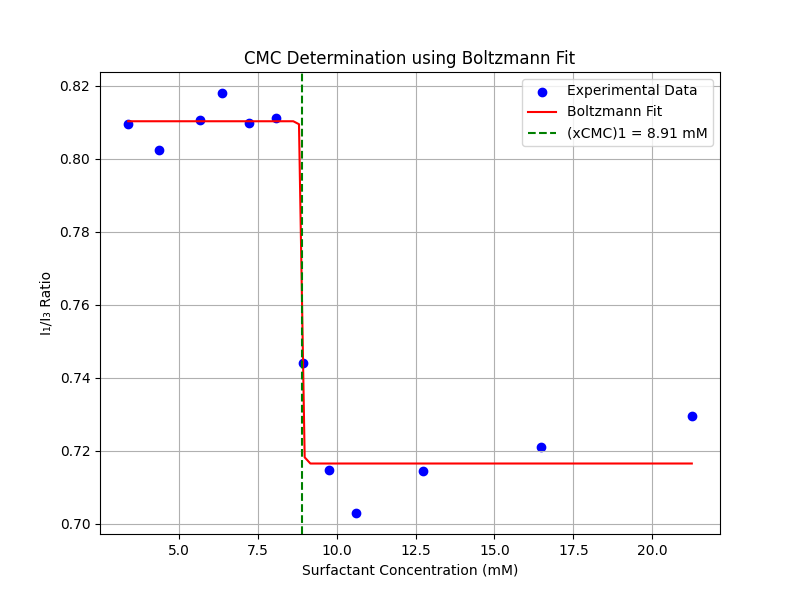 CMC Determination using Boltzmann Fit
Experimental Data
Boltzmann Fit
(xCMC)1 = 8.91 mM
I₁/I₃ Ratio
0.82
0.80
0.78
0.76
0.74
0.72
0.70
5.0 7.5 10.0 12.5 15.0 17.5 20.0
Surfactant Concentration (mM)